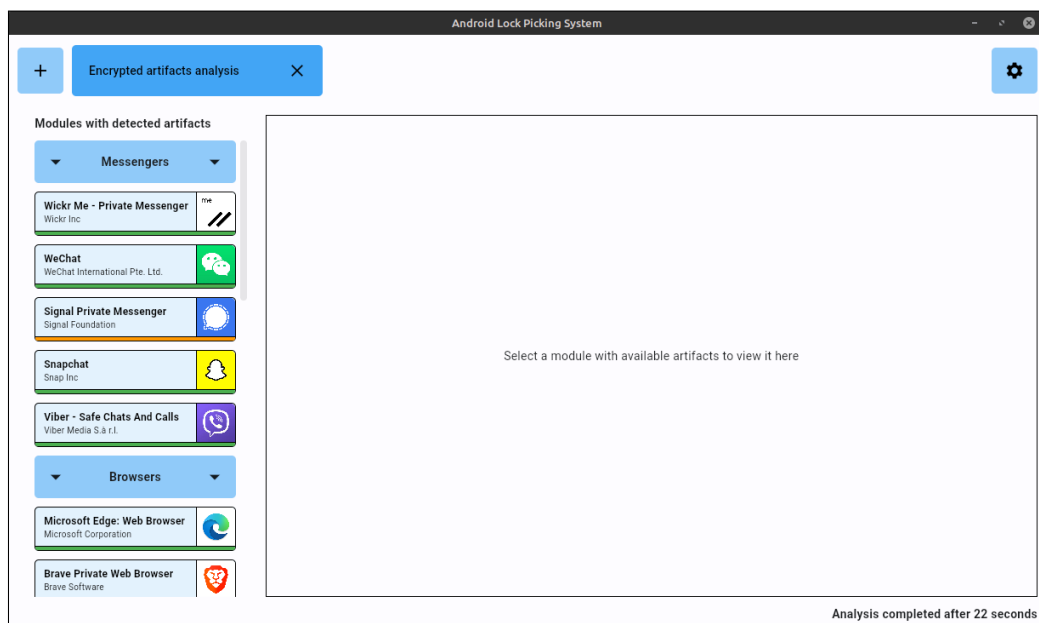 Android Lock Picking System
+ Encrypted artifacts analysis
Modules with detected artifacts
Messengers
Wickr Me - Private Messenger
Wickr Inc
me
WeChat
WeChat International Pte. Ltd.
Signal Private Messenger
Signal Foundation
Snapchat
Snap Inc
Viber - Safe Chats And Calls
Viber Media S.à r.l.
Browsers
Microsoft Edge: Web Browser
Microsoft Corporation
Brave Private Web Browser
Brave Software
Select a module with available artifacts to view it here
Analysis completed after 22 seconds